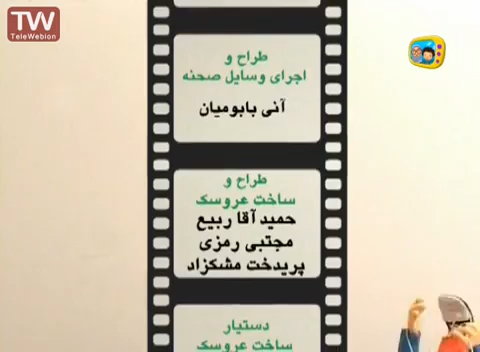 TW
TeleWebion
طراح و
اجرای وسایل صحنه
آنی بابومیان
طراح و
ساخت عروسک
حمید آقا ربیع
مجتبی رمزی
پریدخت مشکزاد
دستیار
ساخت عروسک